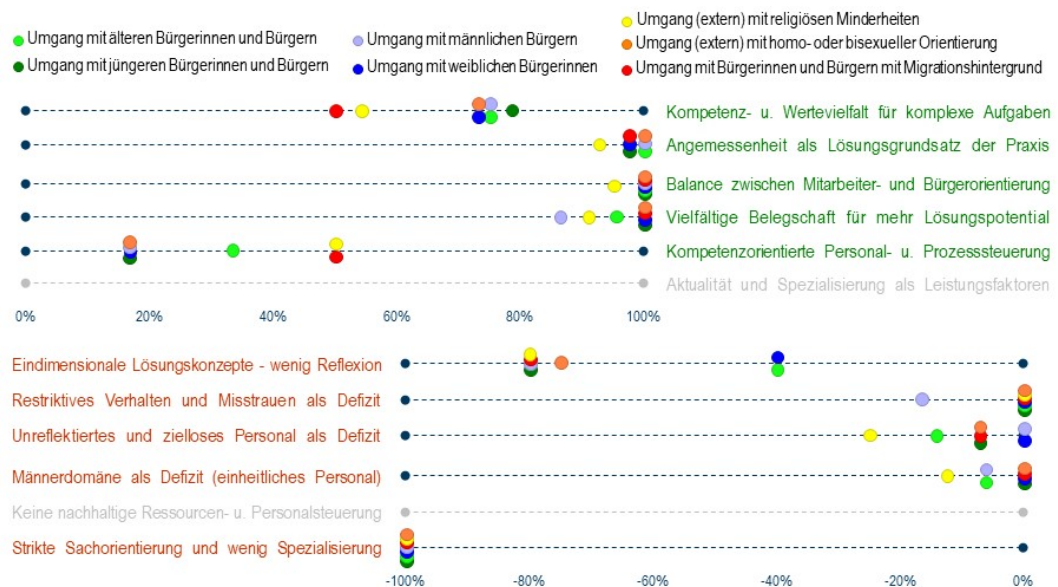 Umgang mit älteren Bürgerinnen und Bürgern
Umgang mit jüngeren Bürgerinnen und Bürgern
Umgang mit männlichen Bürgern
Umgang mit weiblichen Bürgerinnen
Umgang (extern) mit religiösen Minderheiten
Umgang (extern) mit homo- oder bisexueller Orientierung
Umgang mit Bürgerinnen und Bürgern mit Migrationshintergrund
Kompetenz- u. Wertevielfalt für komplexe Aufgaben
Angemessenheit als Lösungsgrundsatz der Praxis
Balance zwischen Mitarbeiter- und Bürgerorientierung
Vielfältige Belegschaft für mehr Lösungspotential
Kompetenzorientierte Personal- u. Prozesssteuerung
Aktualität und Spezialisierung als Leistungsfaktoren
0% 20% 40% 60% 80% 100%
Eindimensionale Lösungskonzepte - wenig Reflexion
Restriktives Verhalten und Misstrauen als Defizit
Unreflektiertes und zielloses Personal als Defizit
Männerdomäne als Defizit (einheitliches Personal)
Keine nachhaltige Ressourcen- u. Personalsteuerung
Strikte Sachorientierung und wenig Spezialisierung
-100% -80% -60% -40% -20% 0%